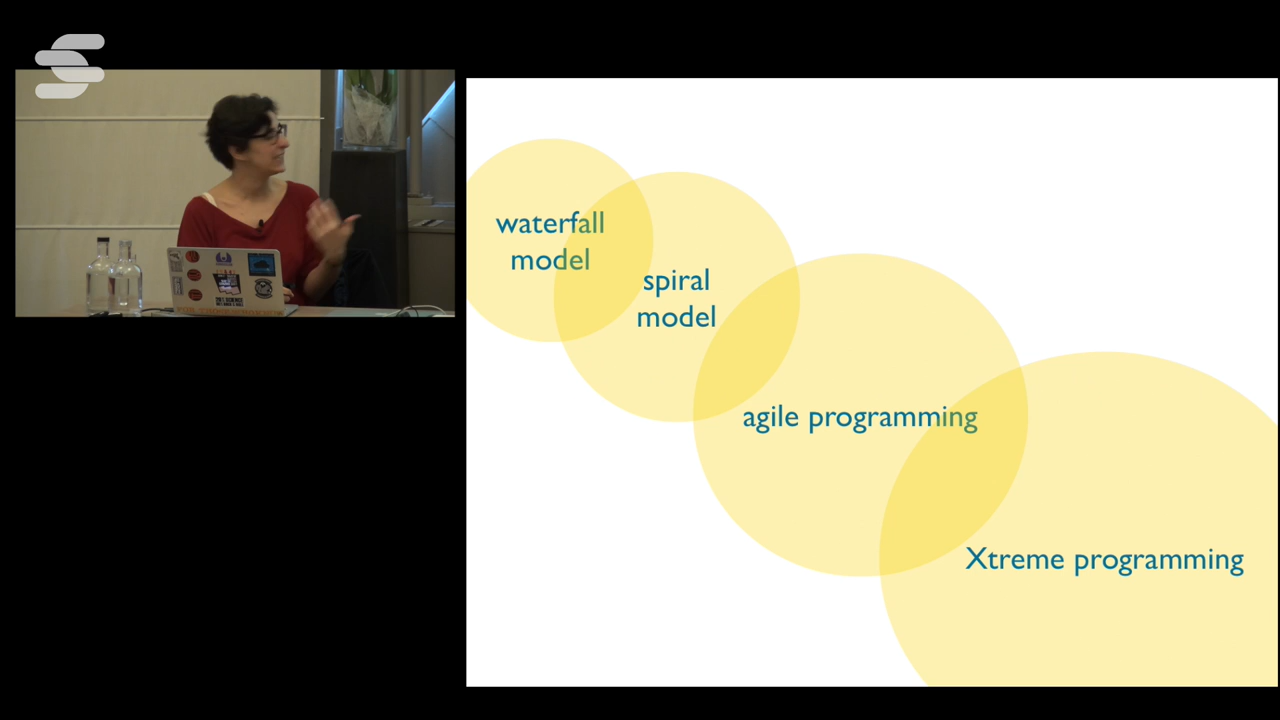 waterfall
model
spiral
model
agile programming
Xtreme programming